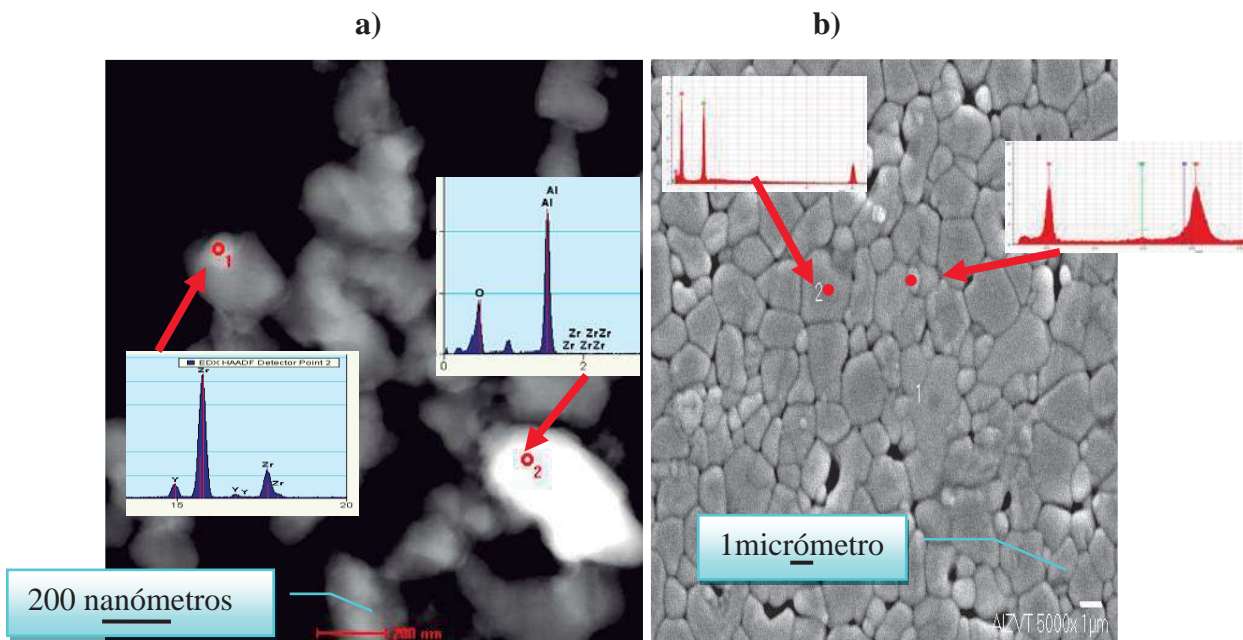 a)
b)
1
Al
Al
O
Zr ZrZr
Zr ZrZr
0
2
EDX HAADF Detector Point 2
Zr
Y
Y Y
Zr
Zr
15
20
2
2
1
200 nanómetros
200 nm
1micrómetro
AlZVT 5000x 1µm